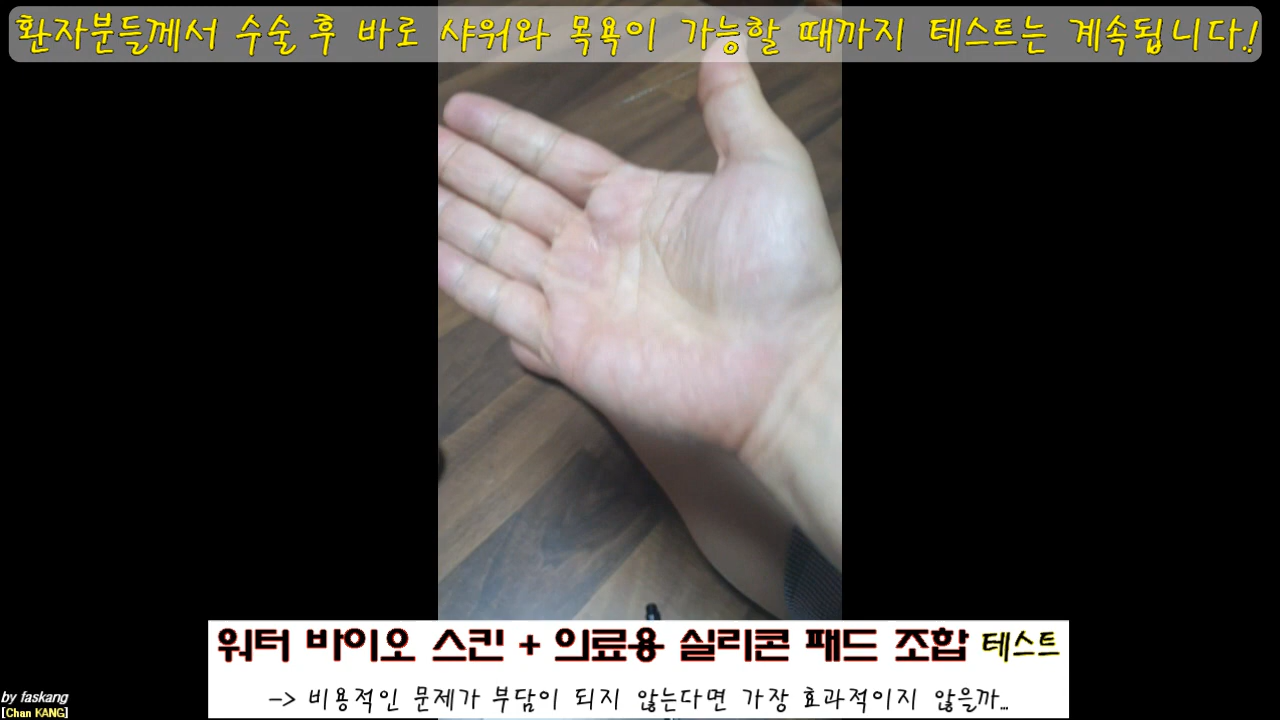 환자분들께서 수술 후 바로 샤워와 목욕이 가능할 때까지 테스트는 계속됩니다!
워터 바이오 스킨 + 의료용 실리콘 패드 조합 테스트
-> 비용적인 문제가 부담이 되지 않는다면 가장 효과적이지 않을까...
by faskang
[Chan KANG]